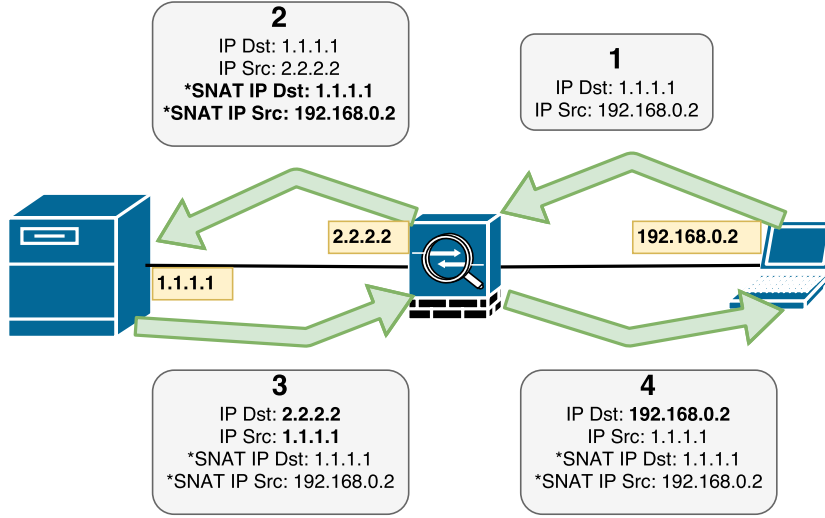 2
IP Dst: 1.1.1.1
IP Src: 2.2.2.2
*SNAT IP Dst: 1.1.1.1
*SNAT IP Src: 192.168.0.2
1
IP Dst: 1.1.1.1
IP Src: 192.168.0.2
2.2.2.2
192.168.0.2
1.1.1.1
3
IP Dst: 2.2.2.2
IP Src: 1.1.1.1
*SNAT IP Dst: 1.1.1.1
*SNAT IP Src: 192.168.0.2
4
IP Dst: 192.168.0.2
IP Src: 1.1.1.1
*SNAT IP Dst: 1.1.1.1
*SNAT IP Src: 192.168.0.2